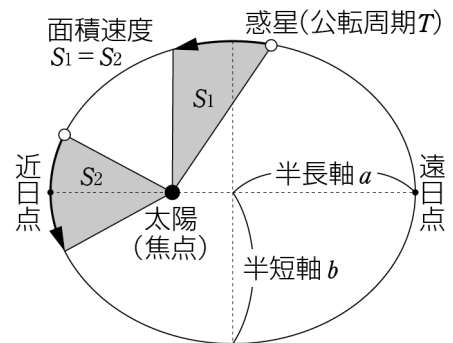 面積速度
S1＝S2
惑星(公転周期T)
S1
S2
近日点
太陽
(焦点)
半長軸 a
遠日点
半短軸 b